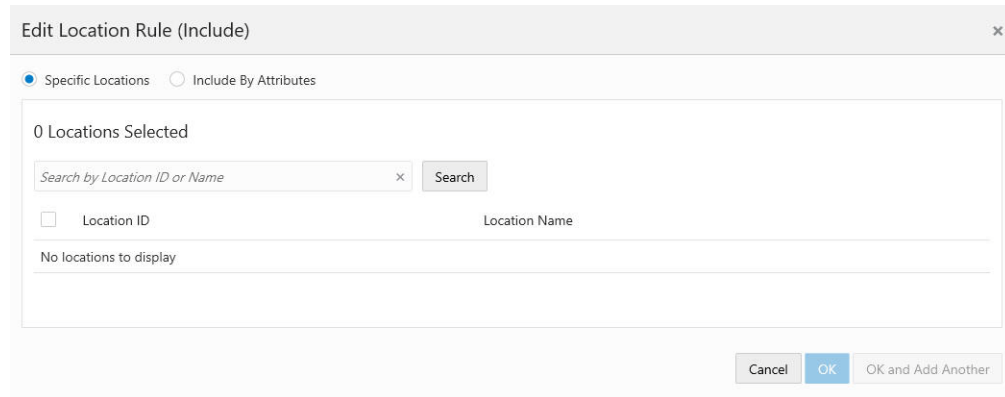 Edit Location Rule (Include)
×
Specific Locations Include By Attributes
0 Locations Selected
Search by Location ID or Name × Search
Location ID Location Name
No locations to display
Cancel OK OK and Add Another